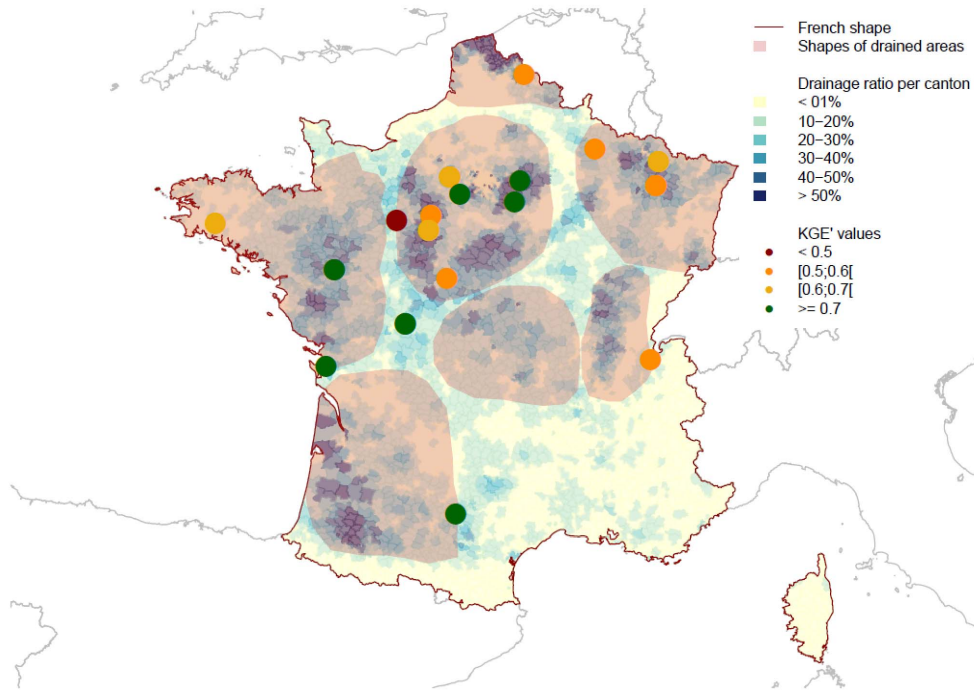 French shape
Shapes of drained areas
Drainage ratio per canton
< 01%
10−20%
20−30%
30−40%
40−50%
> 50%
KGE' values
< 0.5
[0.5;0.6[
[0.6;0.7[
>= 0.7